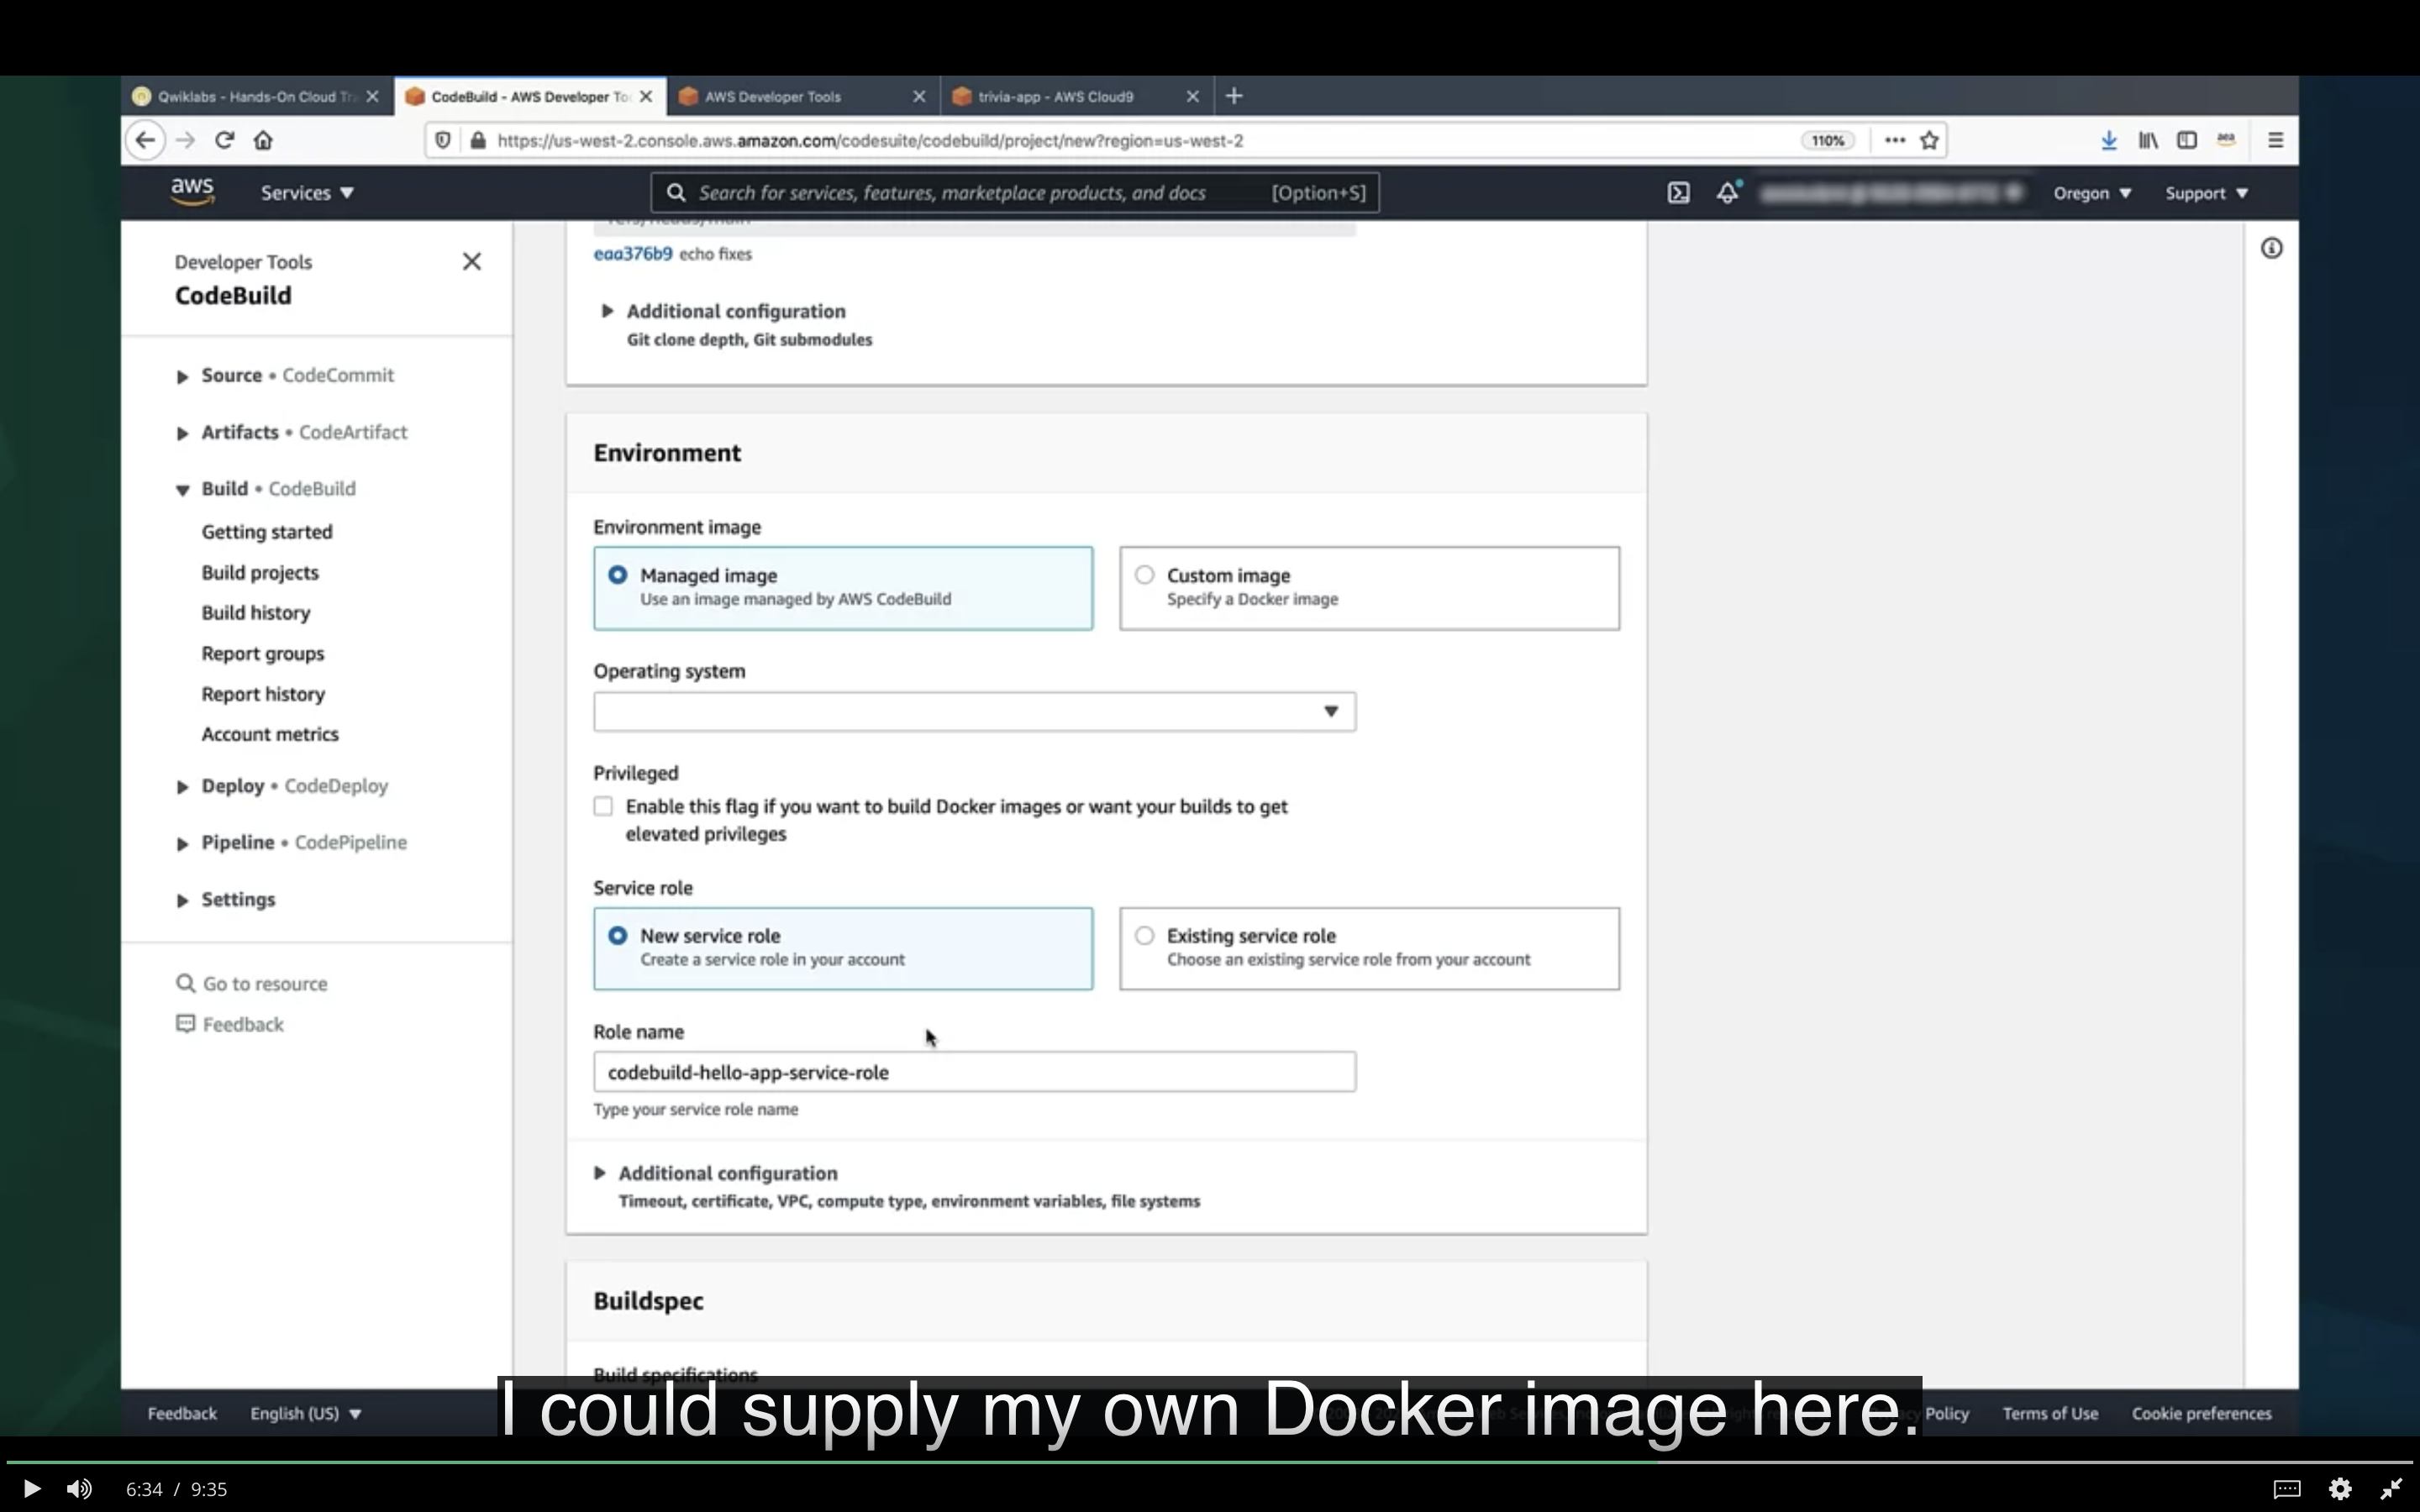 Qwiklabs - Hands-On Cloud Tr
CodeBuild - AWS Developer To
AWS Developer Tools
trivia-app - AWS Cloud9
https://us-west-2.console.aws.amazon.com/codesuite/codebuild/project/new?region=us-west-2
110%
aws
Services
Search for services, features, marketplace products, and docs
[Option+S]
Oregon
Support
Developer Tools
CodeBuild
Source • CodeCommit
Artifacts • CodeArtifact
Build • CodeBuild
Getting started
Build projects
Build history
Report groups
Report history
Account metrics
Deploy • CodeDeploy
Pipeline • CodePipeline
Settings
Go to resource
Feedback
eaa376b9 echo fixes
Additional configuration
Git clone depth, Git submodules
Environment
Environment image
Managed image
Use an image managed by AWS CodeBuild
Custom image
Specify a Docker image
Operating system
Privileged
Enable this flag if you want to build Docker images or want your builds to get
elevated privileges
Service role
New service role
Create a service role in your account
Existing service role
Choose an existing service role from your account
Role name
codebuild-hello-app-service-role
Type your service role name
Additional configuration
Timeout, certificate, VPC, compute type, environment variables, file systems
Buildspec
Build specifications
I could supply my own Docker image here.
Feedback
English (US)
Policy
Terms of Use
Cookie preferences
6:34 / 9:35